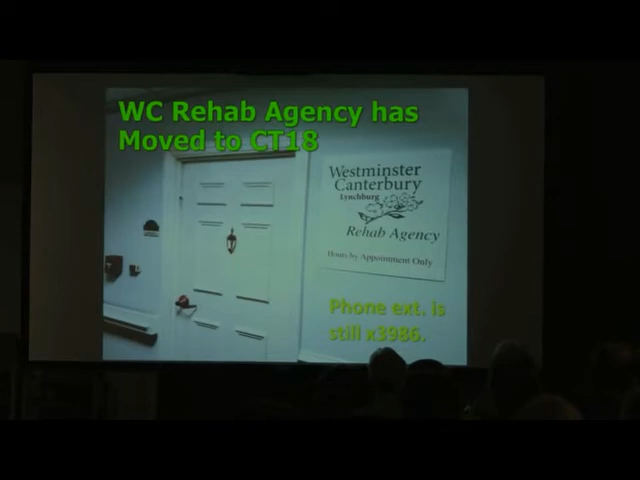 WC Rehab Agency has
Moved to CT18
Westminster
Canterbury
Lynchburg
Rehab Agency
Hours by Appointment Only
Phone ext. is
still x3986.